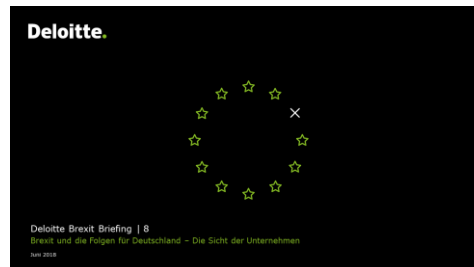 Deloitte.
Deloitte Brexit Briefing | 8
Brexit und die Folgen für Deutschland – Die Sicht der Unternehmen
Juni 2018